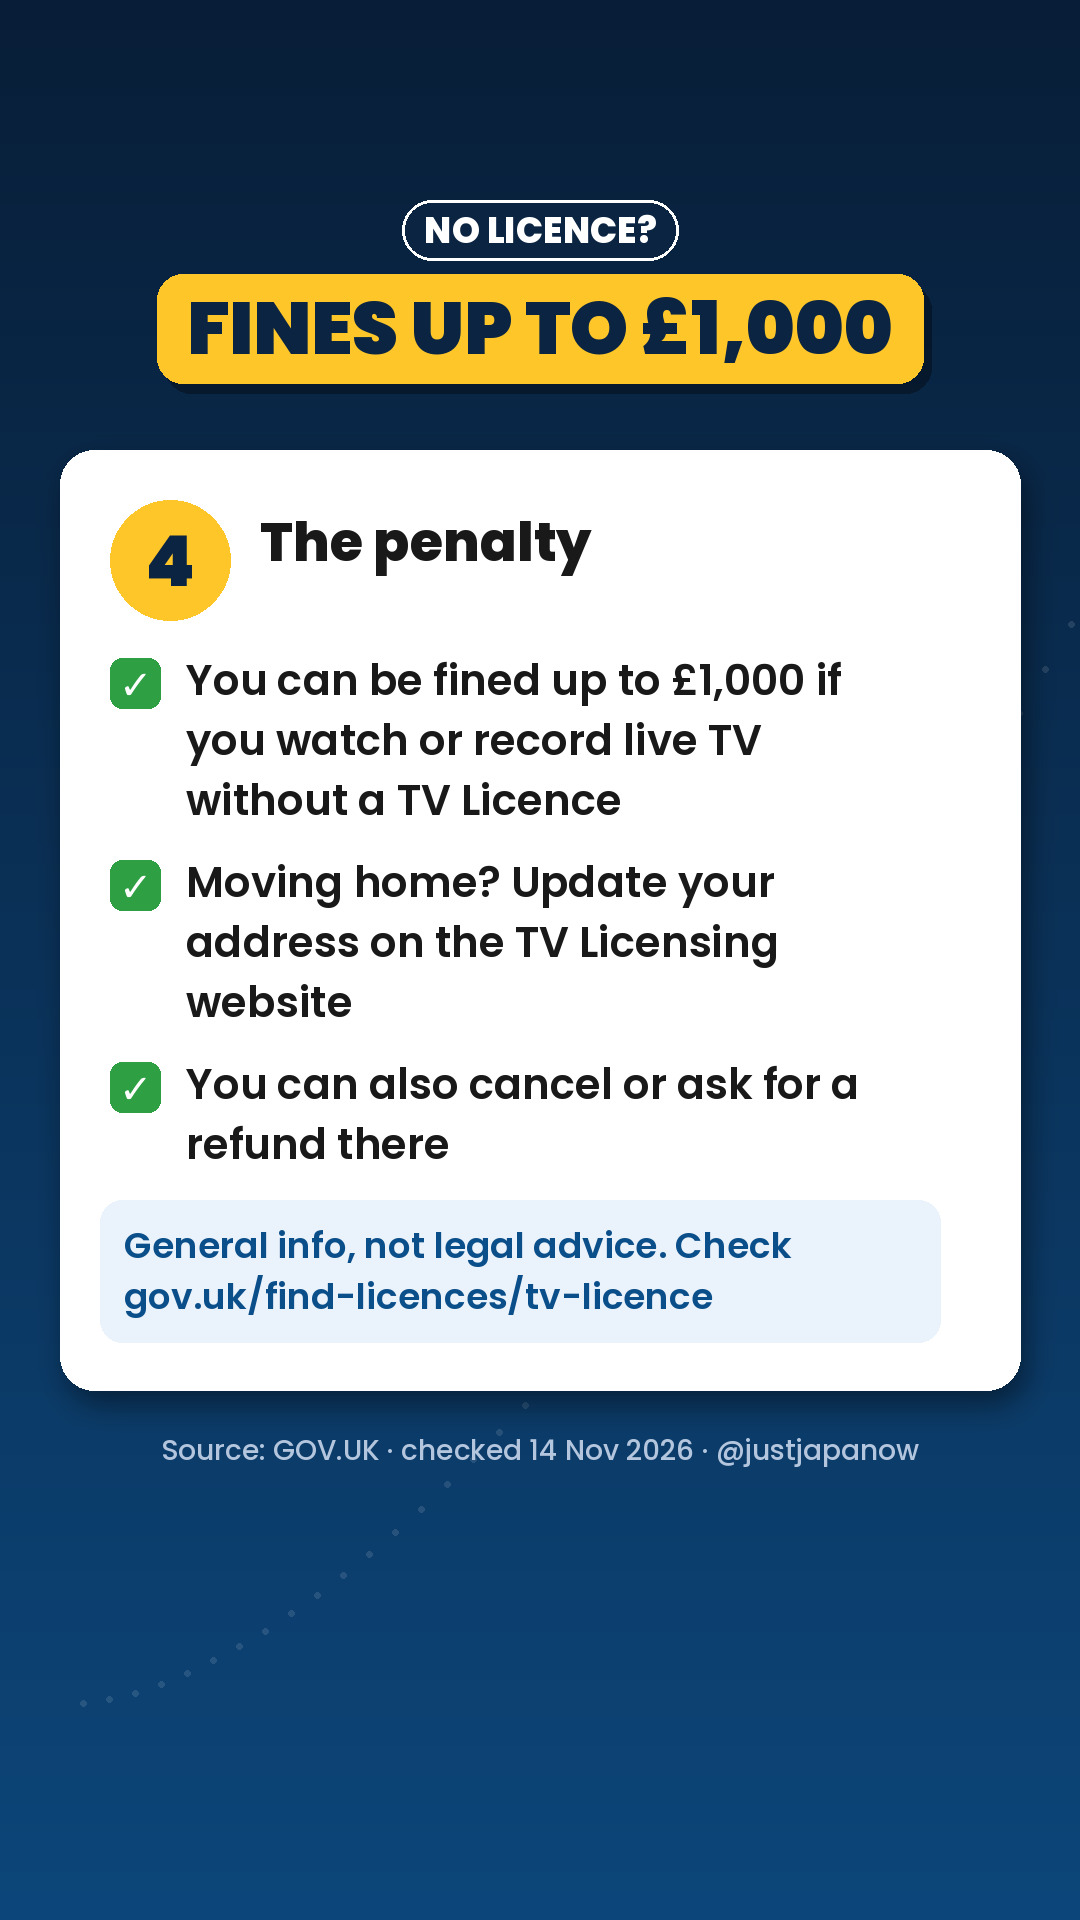 NO LICENCE?
FINES UP TO £1,000
4
The penalty
✓ You can be fined up to £1,000 if
you watch or record live TV
without a TV Licence
✓ Moving home? Update your
address on the TV Licensing
website
✓ You can also cancel or ask for a
refund there
General info, not legal advice. Check
gov.uk/find-licences/tv-licence
Source: GOV.UK · checked 14 Nov 2026 · @justjapanow